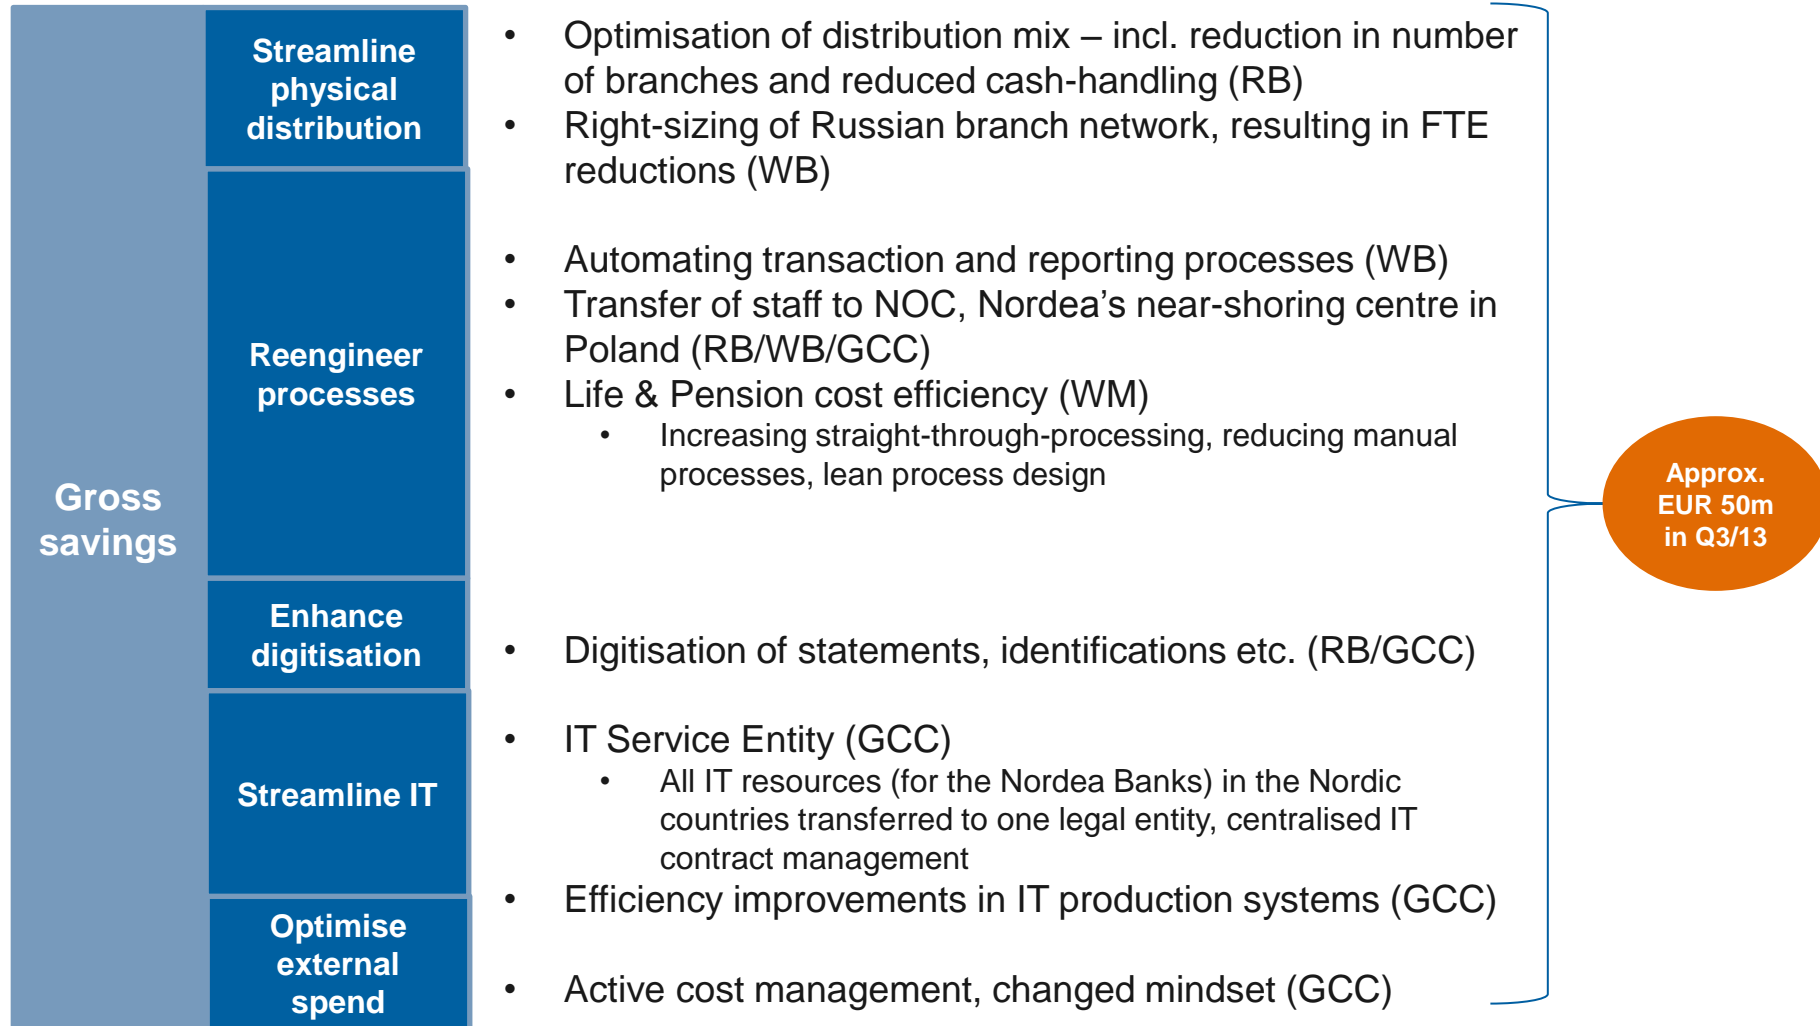 Gross
savings
Streamline
physical
distribution
• Optimisation of distribution mix – incl. reduction in number
of branches and reduced cash-handling (RB)
• Right-sizing of Russian branch network, resulting in FTE
reductions (WB)
Reengineer
processes
• Automating transaction and reporting processes (WB)
• Transfer of staff to NOC, Nordea’s near-shoring centre in
Poland (RB/WB/GCC)
• Life & Pension cost efficiency (WM)
• Increasing straight-through-processing, reducing manual
processes, lean process design
Enhance
digitisation
• Digitisation of statements, identifications etc. (RB/GCC)
Streamline IT
• IT Service Entity (GCC)
• All IT resources (for the Nordea Banks) in the Nordic
countries transferred to one legal entity, centralised IT
contract management
• Efficiency improvements in IT production systems (GCC)
Optimise
external
spend
• Active cost management, changed mindset (GCC)
Approx.
EUR 50m
in Q3/13